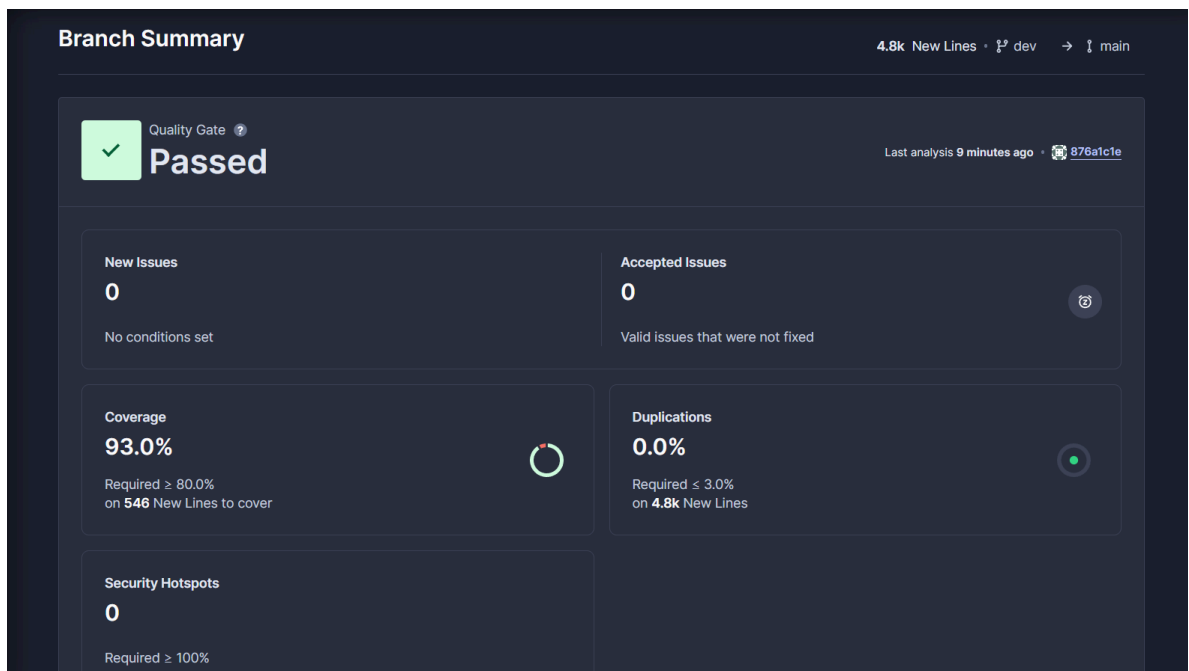 Branch Summary
4.8k New Lines • dev → main
Quality Gate ?
Passed
Last analysis 9 minutes ago • 876a1c1e
New Issues
0
No conditions set
Accepted Issues
0
Valid issues that were not fixed
Coverage
93.0%
Required ≥ 80.0%
on 546 New Lines to cover
Duplications
0.0%
Required ≤ 3.0%
on 4.8k New Lines
Security Hotspots
0
Required ≥ 100%